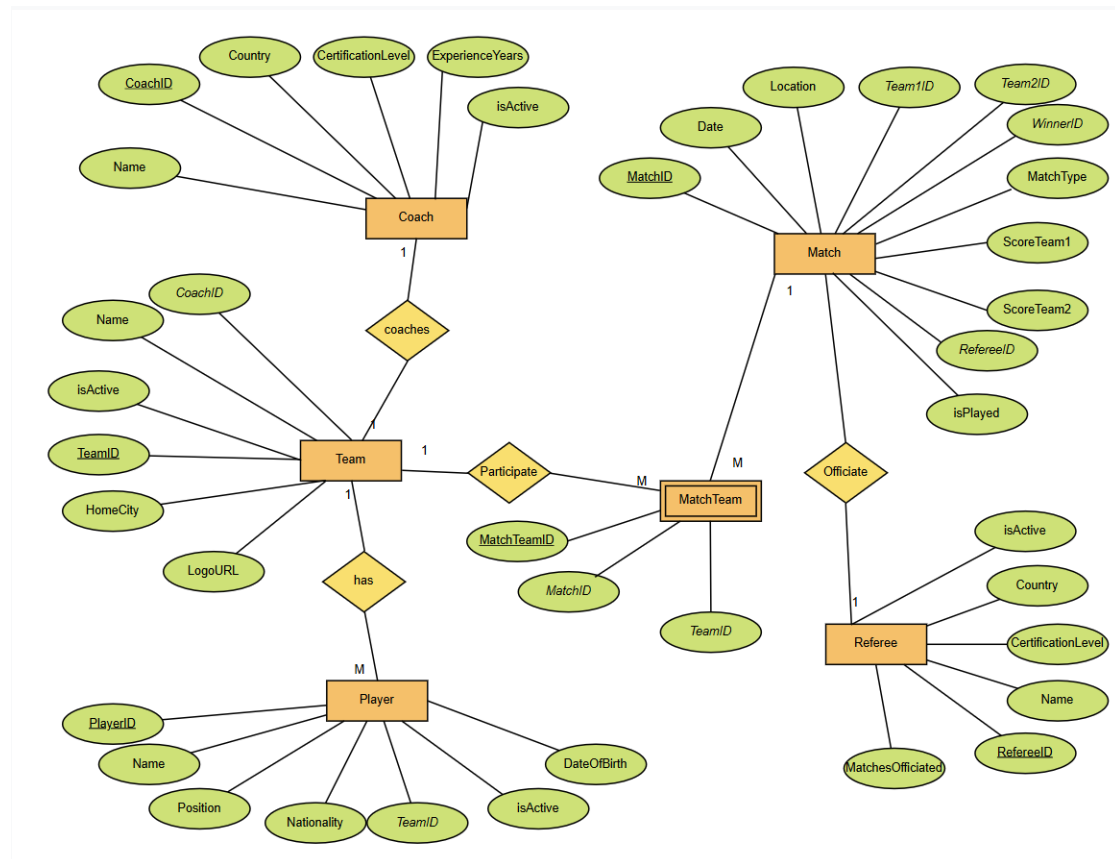 Country
CertificationLevel
ExperienceYears
CoachID
isActive
Name
Coach
1
coaches
1
CoachID
Name
isActive
TeamID
HomeCity
LogoURL
Team
1
Participate
M
1
has
M
Player
PlayerID
Name
Position
Nationality
TeamID
isActive
DateOfBirth
Location
Team1ID
Team2ID
Date
WinnerID
MatchID
MatchType
Match
ScoreTeam1
1
ScoreTeam2
RefereeID
isPlayed
M
MatchTeam
MatchTeamID
MatchID
TeamID
Officiate
1
Referee
isActive
Country
CertificationLevel
Name
RefereeID
MatchesOfficiated